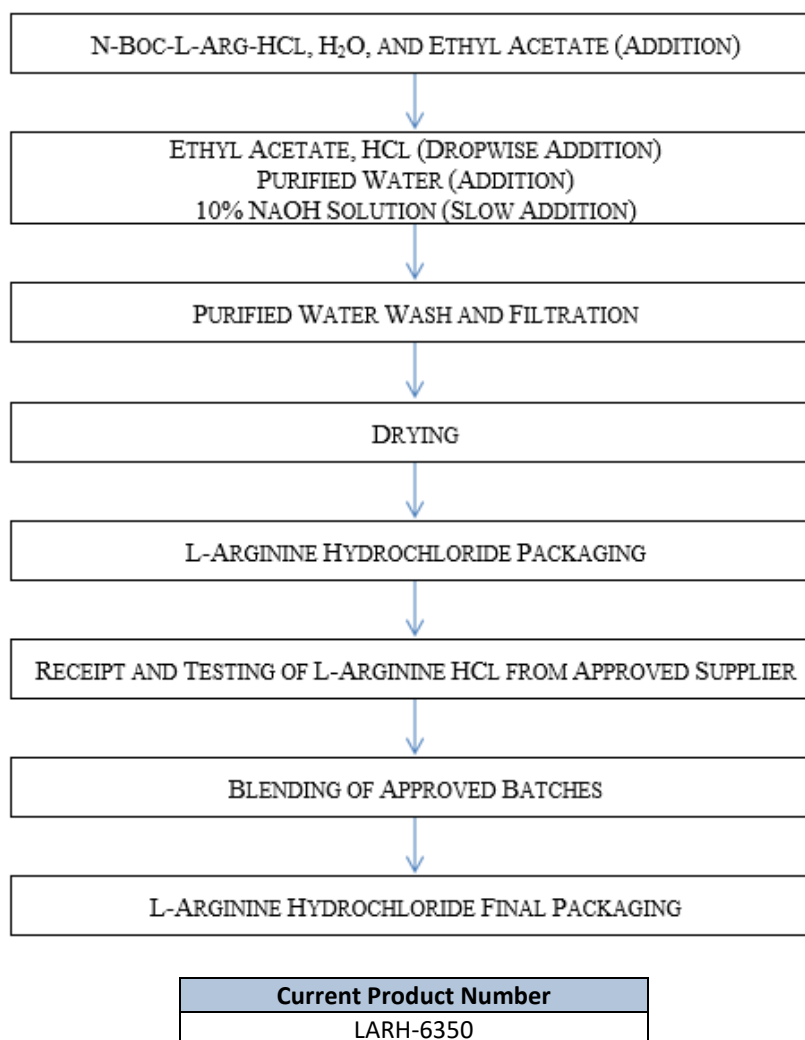 N-BOC-L-ARG-HCL, H₂O, AND ETHYL ACETATE (ADDITION)
ETHYL ACETATE, HCL (DROPWISE ADDITION)
PURIFIED WATER (ADDITION)
10% NAOH SOLUTION (SLOW ADDITION)
PURIFIED WATER WASH AND FILTRATION
DRYING
L-ARGININE HYDROCHLORIDE PACKAGING
RECEIPT AND TESTING OF L-ARGININE HCL FROM APPROVED SUPPLIER
BLENDING OF APPROVED BATCHES
L-ARGININE HYDROCHLORIDE FINAL PACKAGING
Current Product Number
LARH-6350